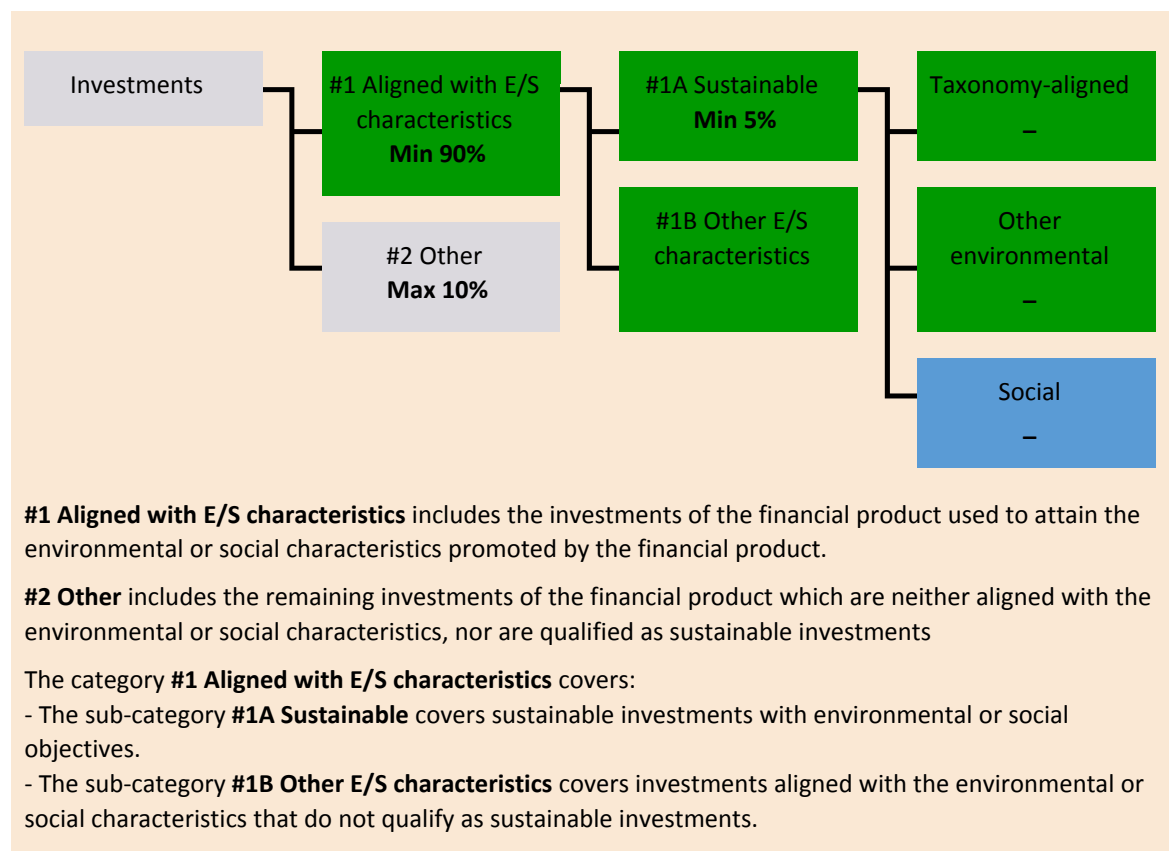 Investments
#1 Aligned with E/S
characteristics
Min 90%
#2 Other
Max 10%
#1A Sustainable
Min 5%
#1B Other E/S
characteristics
Taxonomy-aligned
–
Other
environmental
–
Social
–
#1 Aligned with E/S characteristics includes the investments of the financial product used to attain the
environmental or social characteristics promoted by the financial product.
#2 Other includes the remaining investments of the financial product which are neither aligned with the
environmental or social characteristics, nor are qualified as sustainable investments
The category #1 Aligned with E/S characteristics covers:
- The sub-category #1A Sustainable covers sustainable investments with environmental or social
objectives.
- The sub-category #1B Other E/S characteristics covers investments aligned with the environmental or
social characteristics that do not qualify as sustainable investments.